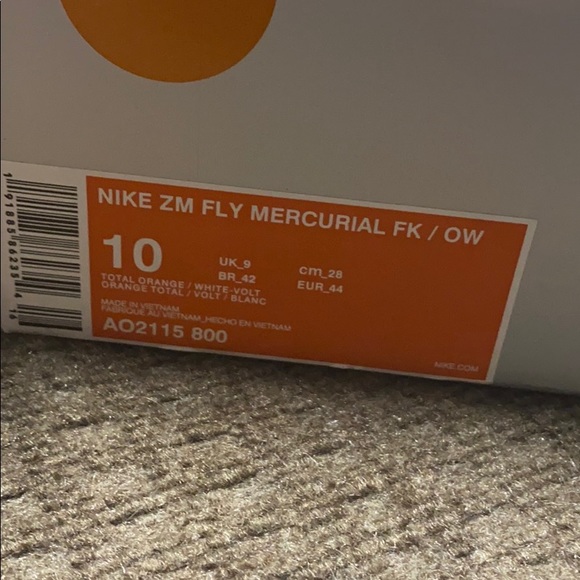 NIKE ZM FLY MERCURIAL FK / OW
10
UK_9
cm_28
BR_42
EUR_44
TOTAL ORANGE / WHITE-VOLT
ORANGE TOTAL / VOLT / BLANC
MADE IN VIETNAM
FABRIQUE AU VIETNAM_HECHO EN VIETNAM
AO2115 800
NIKE.COM